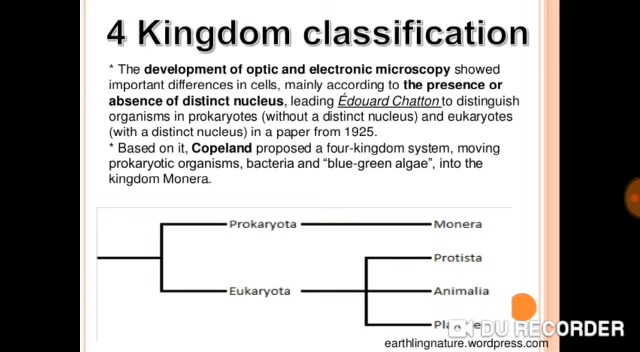 4 Kingdom classification
* The development of optic and electronic microscopy showed
important differences in cells, mainly according to the presence or
absence of distinct nucleus, leading Édouard Chatton to distinguish
organisms in prokaryotes (without a distinct nucleus) and eukaryotes
(with a distinct nucleus) in a paper from 1925.
* Based on it, Copeland proposed a four-kingdom system, moving
prokaryotic organisms, bacteria and “blue-green algae”, into the
kingdom Monera.
Prokaryota Monera
Protista
Eukaryota Animalia
DU RECORDER
earthlingnature.wordpress.com